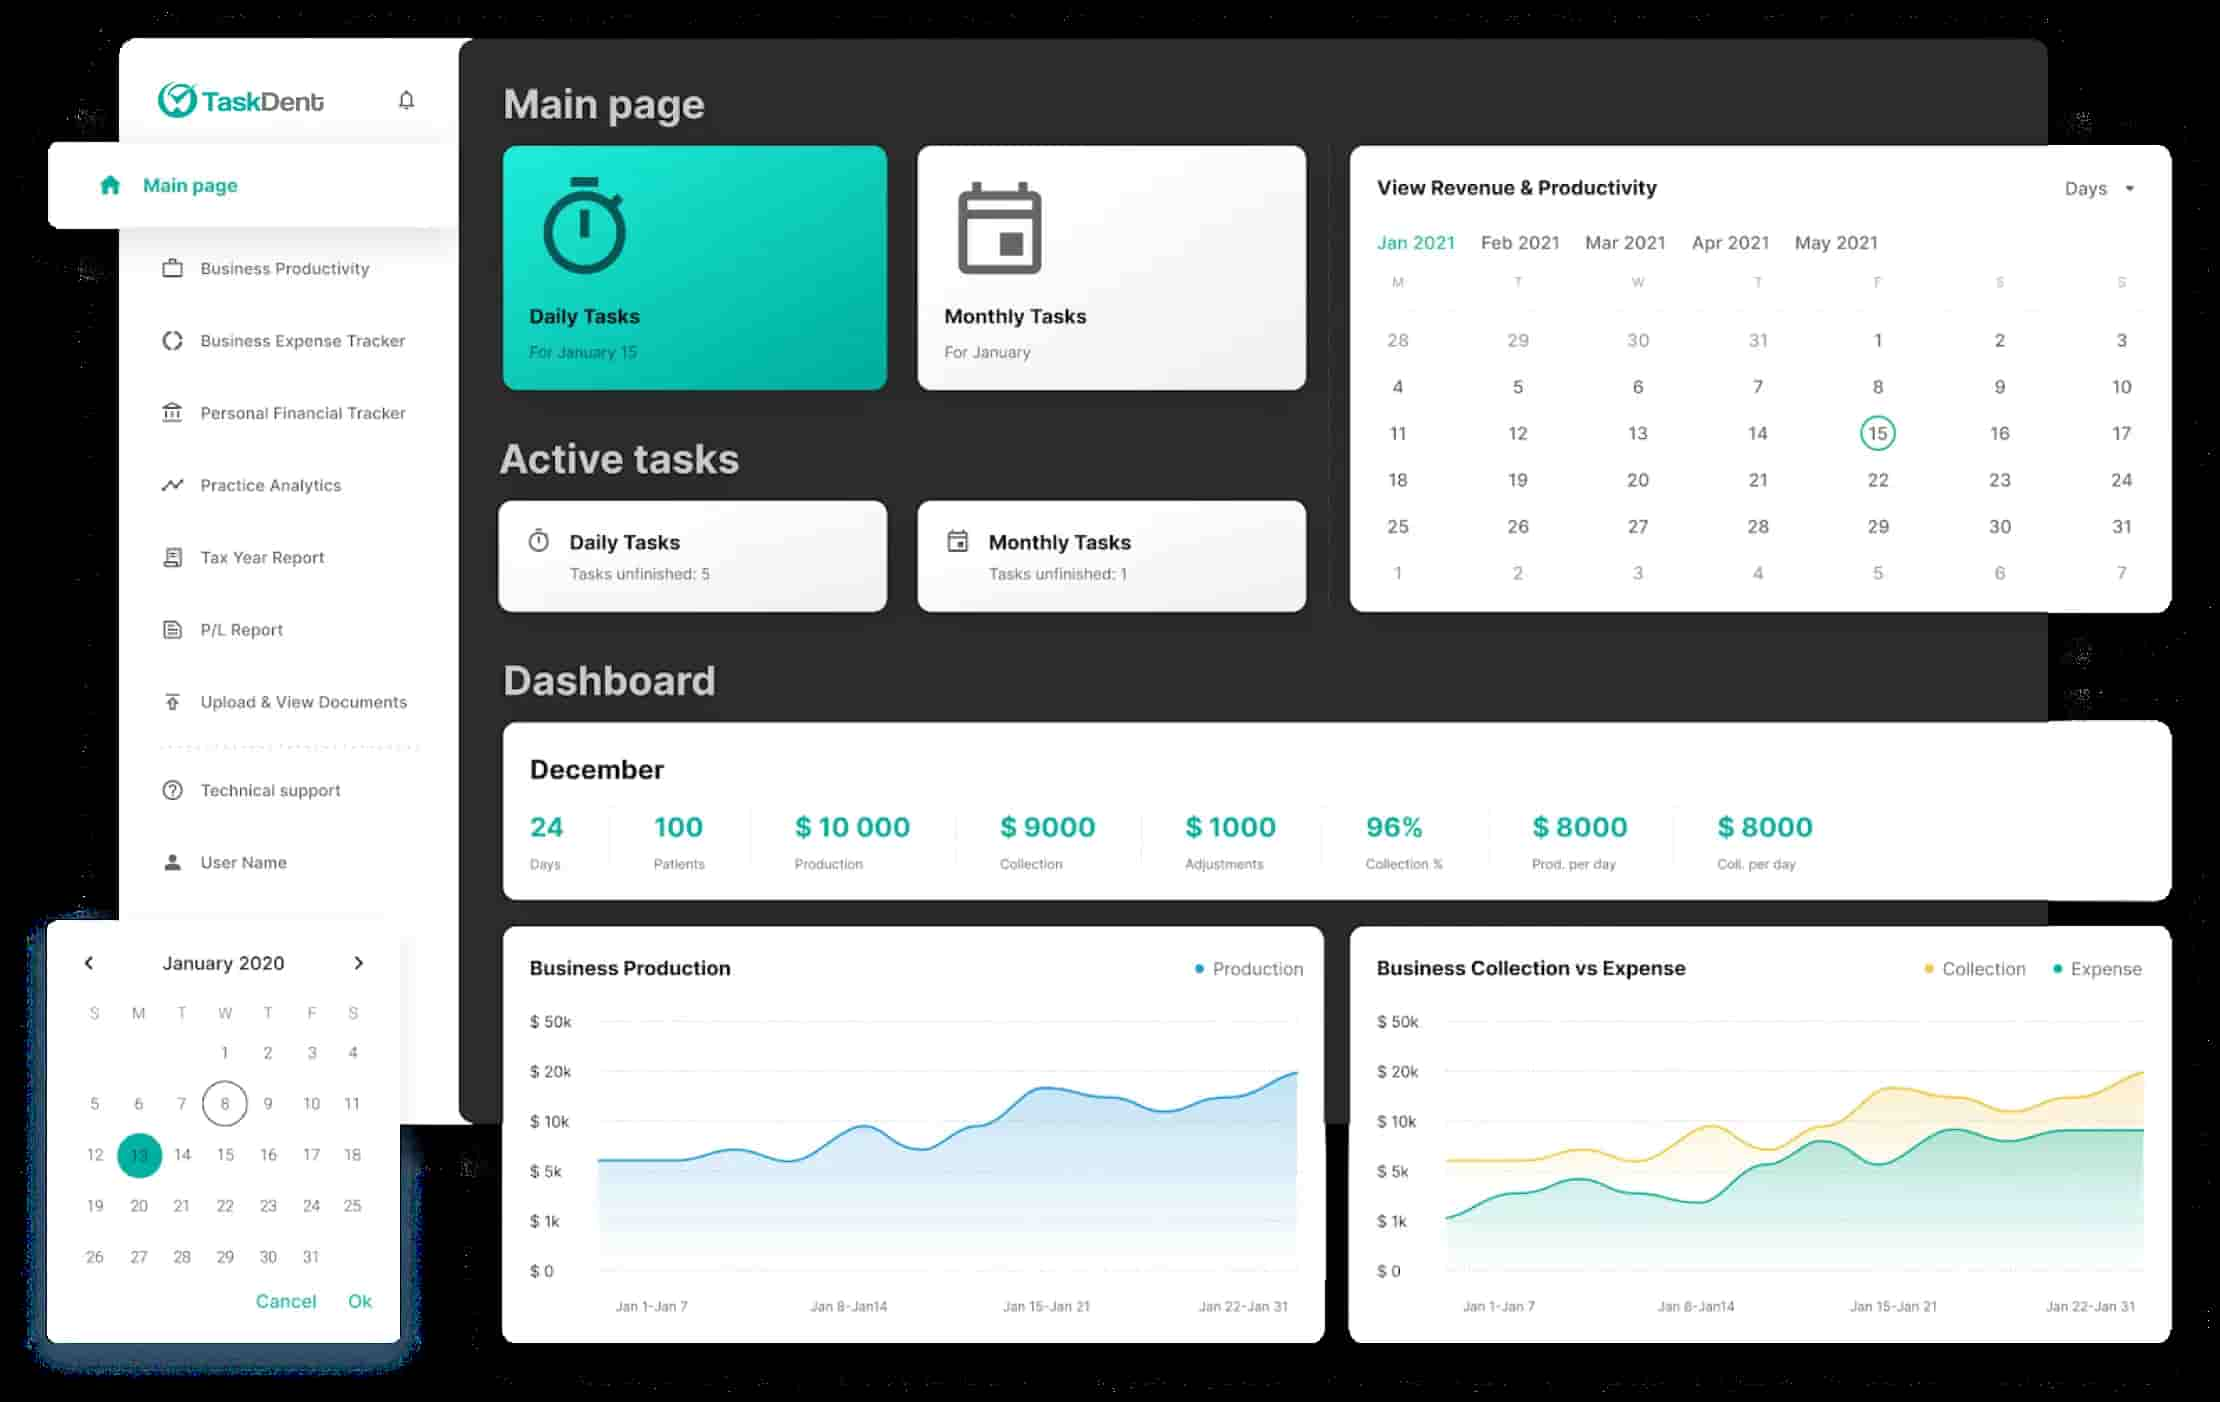 TaskDent
Main page
Business Productivity
Business Expense Tracker
Personal Financial Tracker
Practice Analytics
Tax Year Report
P/L Report
Upload & View Documents
Technical support
User Name
January 2020
S M T W T F S
1 2 3 4
5 6 7 8 9 10 11
12 13 14 15 16 17 18
19 20 21 22 23 24 25
26 27 28 29 30 31
Cancel Ok
Main page
Daily Tasks
For January 15
Monthly Tasks
For January
Active tasks
Daily Tasks
Tasks unfinished: 5
Monthly Tasks
Tasks unfinished: 1
View Revenue & Productivity
Days
Jan 2021 Feb 2021 Mar 2021 Apr 2021 May 2021
M T W T F S S
28 29 30 31 1 2 3
4 5 6 7 8 9 10
11 12 13 14 15 16 17
18 19 20 21 22 23 24
25 26 27 28 29 30 31
1 2 3 4 5 6 7
Dashboard
December
24 100 $ 10 000 $ 9000 $ 1000 96% $ 8000 $ 8000
Days Patients Production Collection Adjustments Collection % Prod. per day Coll. per day
Business Production
Production
$ 50k
$ 20k
$ 10k
$ 5k
$ 1k
$ 0
Jan 1-Jan 7 Jan 8-Jan14 Jan 15-Jan 21 Jan 22-Jan 31
Business Collection vs Expense
Collection Expense
$ 50k
$ 20k
$ 10k
$ 5k
$ 1k
$ 0
Jan 1-Jan 7 Jan 8-Jan14 Jan 15-Jan 21 Jan 22-Jan 31